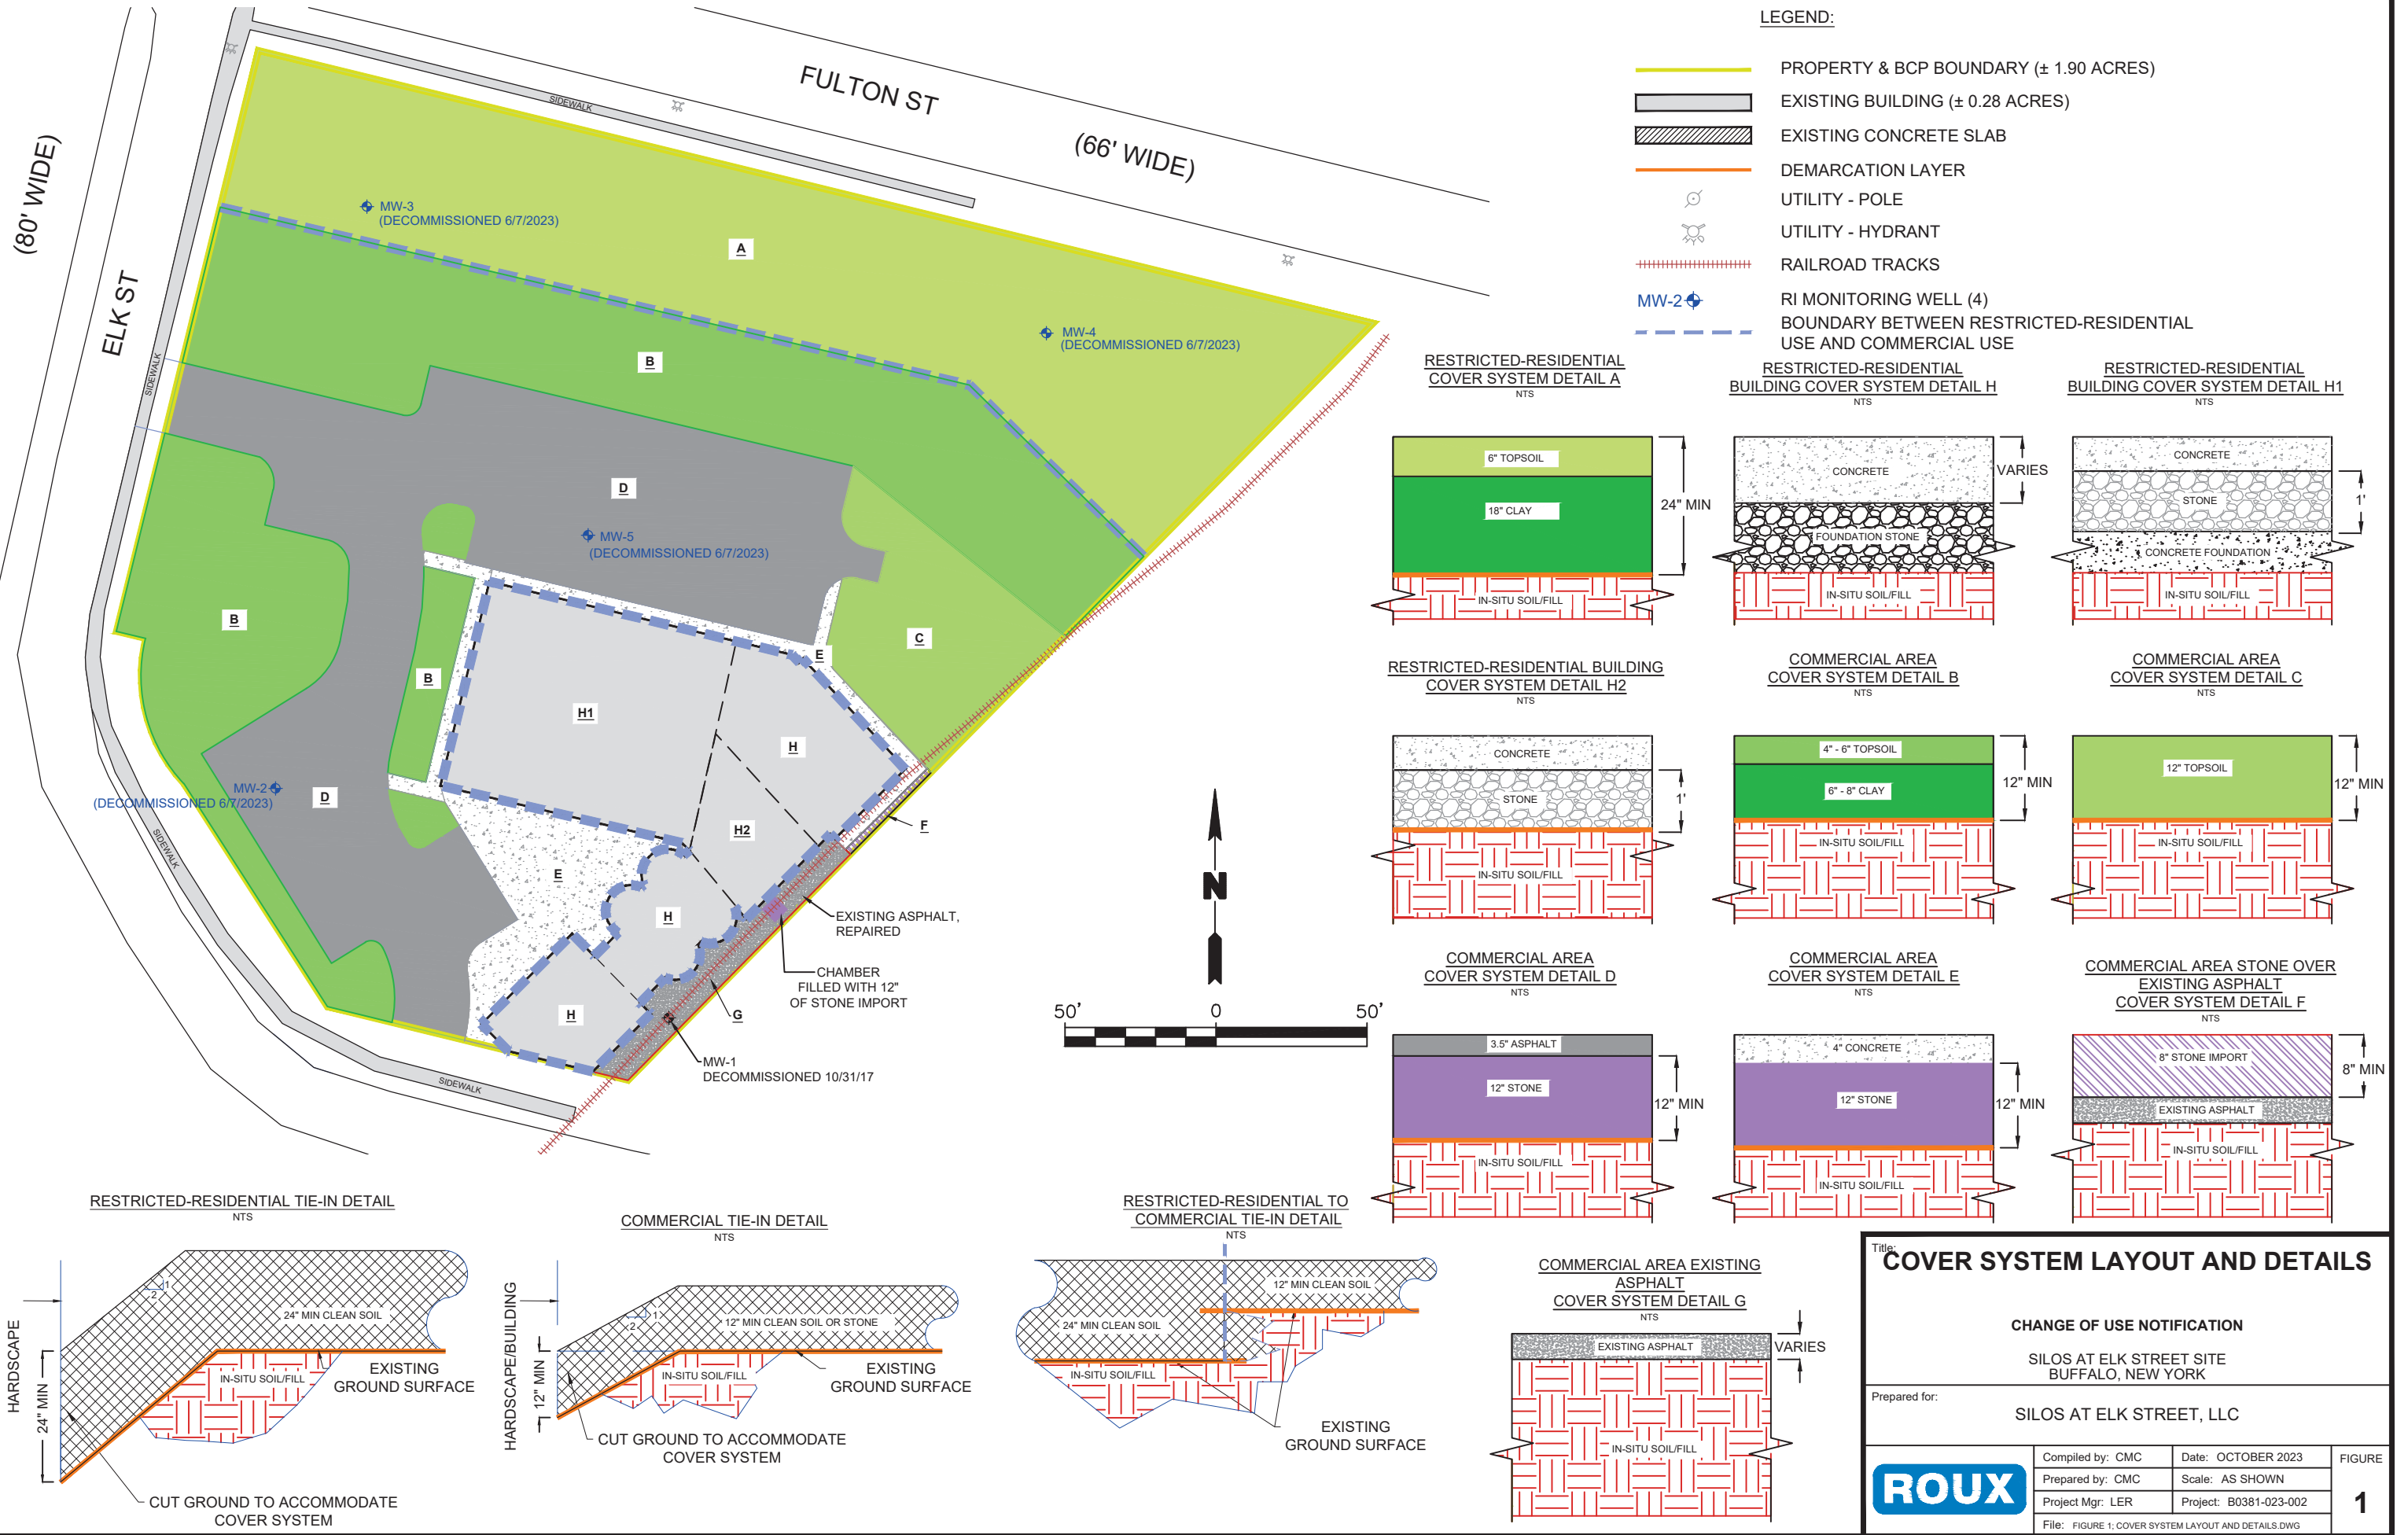 LEGEND:
PROPERTY & BCP BOUNDARY (± 1.90 ACRES)
EXISTING BUILDING (± 0.28 ACRES)
EXISTING CONCRETE SLAB
DEMARCATION LAYER
UTILITY - POLE
UTILITY - HYDRANT
RAILROAD TRACKS
MW-2
RI MONITORING WELL (4)
BOUNDARY BETWEEN RESTRICTED-RESIDENTIAL
USE AND COMMERCIAL USE
FULTON ST
(66' WIDE)
(80' WIDE)
ELK ST
SIDEWALK
SIDEWALK
SIDEWALK
SIDEWALK
MW-3
(DECOMMISSIONED 6/7/2023)
A
MW-4
(DECOMMISSIONED 6/7/2023)
B
D
MW-5
(DECOMMISSIONED 6/7/2023)
B
B
C
E
H1
H
MW-2
(DECOMMISSIONED 6/7/2023)
D
H2
F
E
H
EXISTING ASPHALT,
REPAIRED
CHAMBER
FILLED WITH 12"
OF STONE IMPORT
H
G
MW-1
DECOMMISSIONED 10/31/17
N
50'
0
50'
RESTRICTED-RESIDENTIAL
COVER SYSTEM DETAIL A
NTS
6" TOPSOIL
18" CLAY
24" MIN
IN-SITU SOIL/FILL
RESTRICTED-RESIDENTIAL
BUILDING COVER SYSTEM DETAIL H
NTS
CONCRETE
VARIES
FOUNDATION STONE
IN-SITU SOIL/FILL
RESTRICTED-RESIDENTIAL
BUILDING COVER SYSTEM DETAIL H1
NTS
CONCRETE
STONE
1'
CONCRETE FOUNDATION
IN-SITU SOIL/FILL
RESTRICTED-RESIDENTIAL BUILDING
COVER SYSTEM DETAIL H2
NTS
CONCRETE
STONE
1'
IN-SITU SOIL/FILL
COMMERCIAL AREA
COVER SYSTEM DETAIL B
NTS
4" - 6" TOPSOIL
6" - 8" CLAY
12" MIN
IN-SITU SOIL/FILL
COMMERCIAL AREA
COVER SYSTEM DETAIL C
NTS
12" TOPSOIL
12" MIN
IN-SITU SOIL/FILL
COMMERCIAL AREA
COVER SYSTEM DETAIL D
NTS
3.5" ASPHALT
12" STONE
12" MIN
IN-SITU SOIL/FILL
COMMERCIAL AREA
COVER SYSTEM DETAIL E
NTS
4" CONCRETE
12" STONE
12" MIN
IN-SITU SOIL/FILL
COMMERCIAL AREA STONE OVER
EXISTING ASPHALT
COVER SYSTEM DETAIL F
NTS
8" STONE IMPORT
8" MIN
EXISTING ASPHALT
IN-SITU SOIL/FILL
RESTRICTED-RESIDENTIAL TIE-IN DETAIL
NTS
HARDSCAPE
24" MIN
1
2
24" MIN CLEAN SOIL
IN-SITU SOIL/FILL
EXISTING
GROUND SURFACE
CUT GROUND TO ACCOMMODATE
COVER SYSTEM
COMMERCIAL TIE-IN DETAIL
NTS
HARDSCAPE/BUILDING
12" MIN
1
2
12" MIN CLEAN SOIL OR STONE
IN-SITU SOIL/FILL
EXISTING
GROUND SURFACE
CUT GROUND TO ACCOMMODATE
COVER SYSTEM
RESTRICTED-RESIDENTIAL TO
COMMERCIAL TIE-IN DETAIL
NTS
12" MIN CLEAN SOIL
24" MIN CLEAN SOIL
IN-SITU SOIL/FILL
EXISTING
GROUND SURFACE
COMMERCIAL AREA EXISTING
ASPHALT
COVER SYSTEM DETAIL G
NTS
EXISTING ASPHALT
VARIES
IN-SITU SOIL/FILL
Title:
COVER SYSTEM LAYOUT AND DETAILS
CHANGE OF USE NOTIFICATION
SILOS AT ELK STREET SITE
BUFFALO, NEW YORK
Prepared for:
SILOS AT ELK STREET, LLC
ROUX
Compiled by: CMC
Date: OCTOBER 2023
FIGURE
Prepared by: CMC
Scale: AS SHOWN
Project Mgr: LER
Project: B0381-023-002
1
File: FIGURE 1; COVER SYSTEM LAYOUT AND DETAILS.DWG